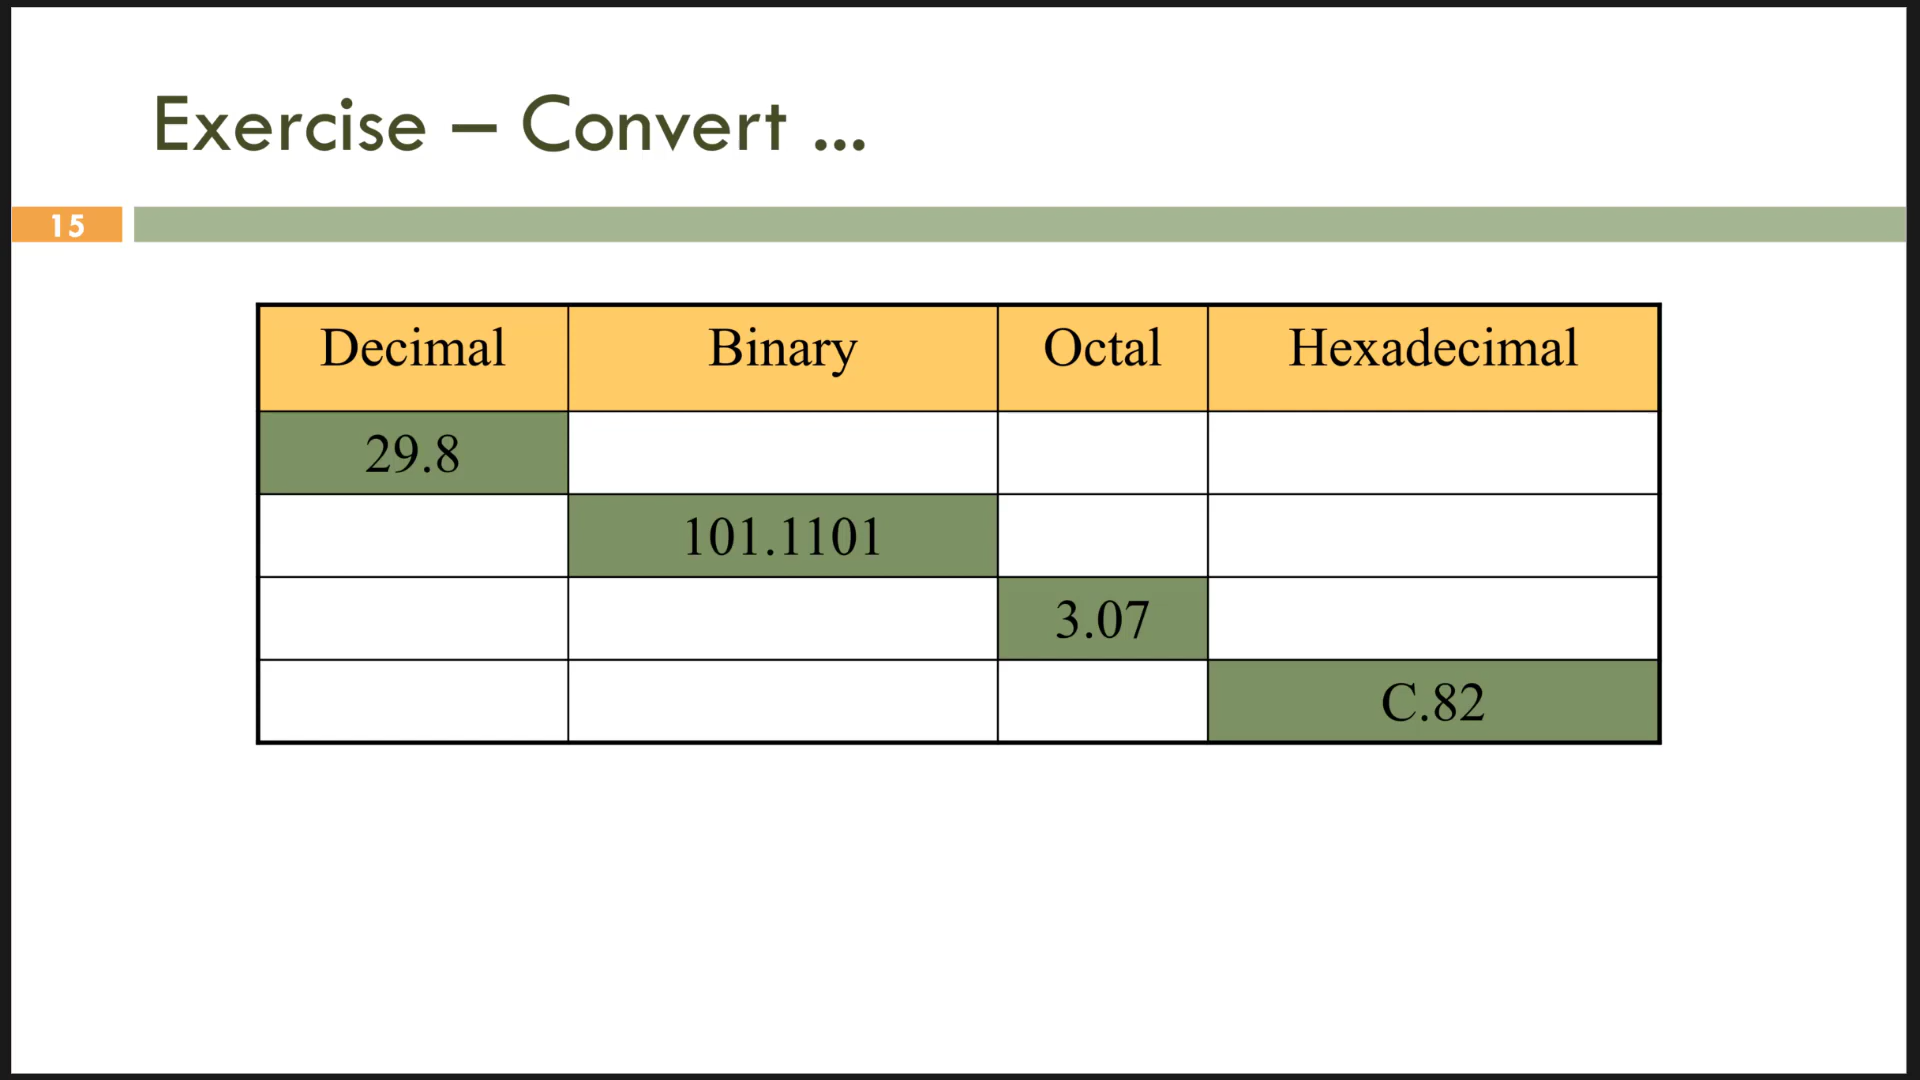 Exercise – Convert ...
15
Decimal Binary Octal Hexadecimal
29.8
101.1101
3.07
C.82